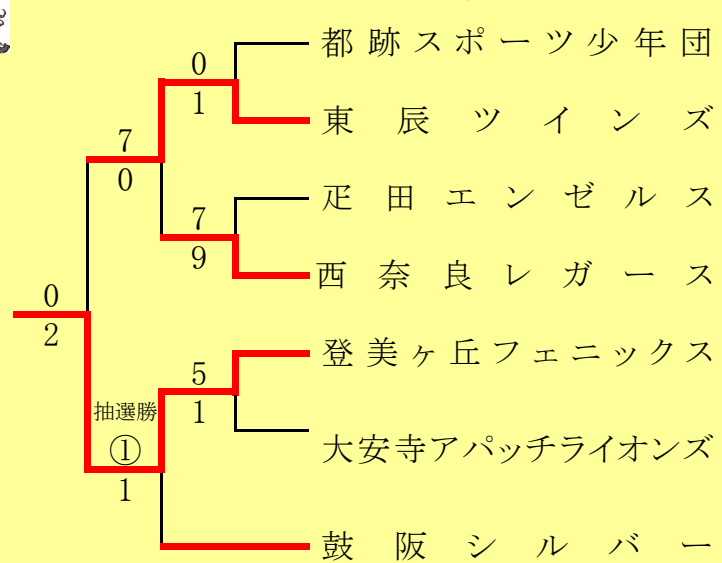 都跡スポーツ少年団
0
1
東辰ツインズ
7
0
疋田エンゼルス
7
9
西奈良レガース
0
2
登美ヶ丘フェニックス
5
1
抽選勝
①
1
大安寺アパッチライオンズ
鼓阪シルバー